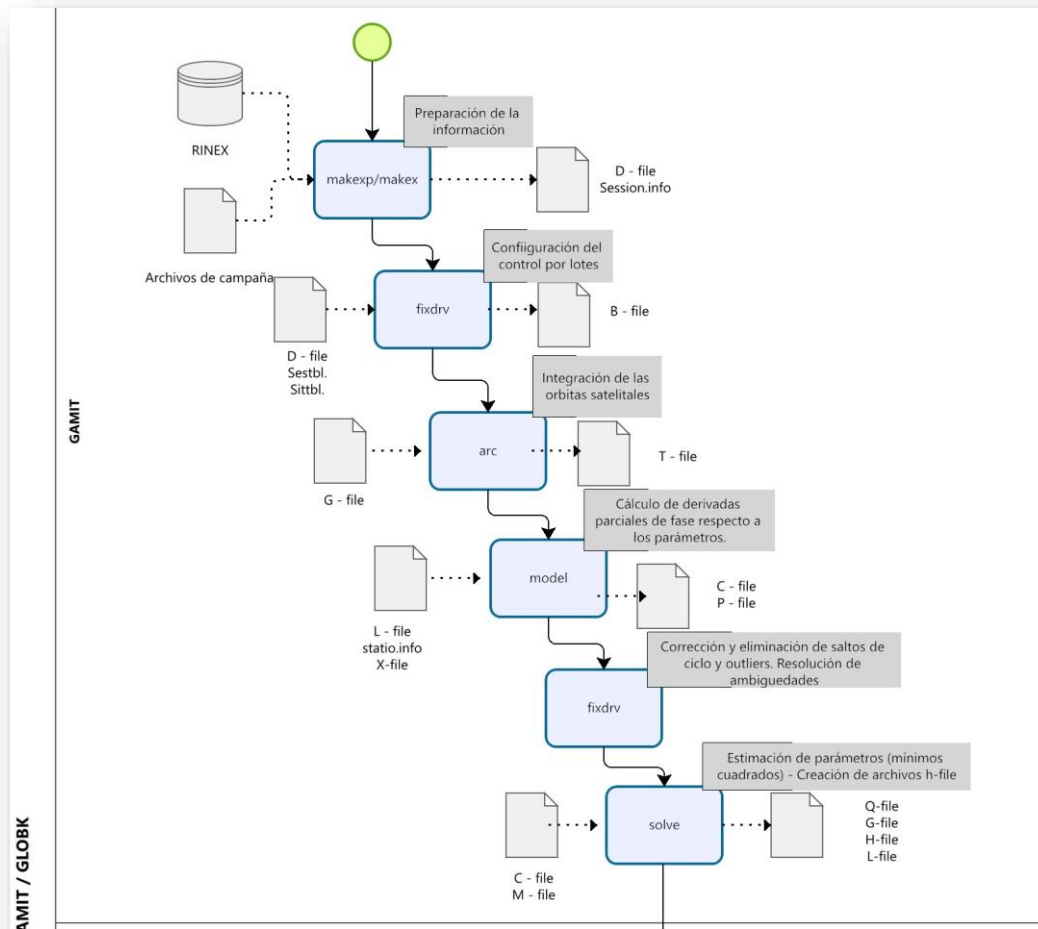 Preparación de la
información
RINEX
makexp/makex
D - file
Session.info
Archivos de campaña
Confiiguración del
control por lotes
fixdrv
B - file
D - file
Sestbl.
Sittbl.
Integración de las
orbitas satelitales
GAMIT
arc
T - file
G - file
Cálculo de derivadas
parciales de fase respecto a
los parámetros.
model
C - file
P - file
L - file
statio.info
X-file
Corrección y eliminación de saltos de
ciclo y outliers. Resolución de
ambiguedades
fixdrv
Estimación de parámetros (mínimos
cuadrados) - Creación de archivos h-file
solve
Q-file
G-file
H-file
L-file
C - file
M - file
AMIT / GLOBK